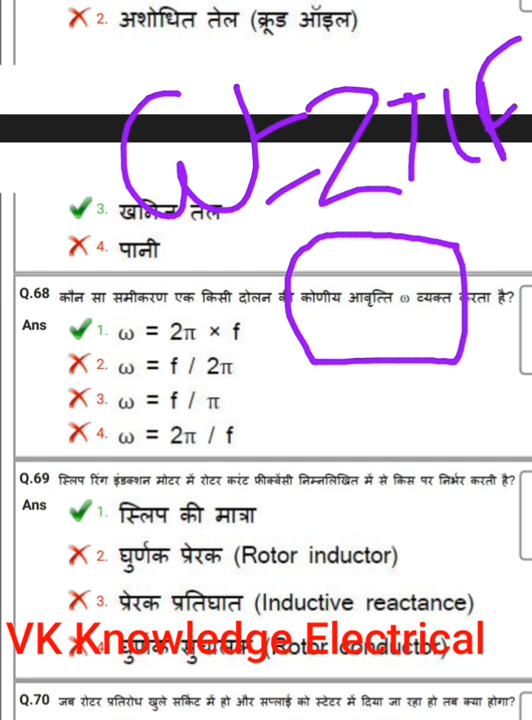 2. अशोधित तेल (क्रूड ऑइल)
ω=2πf
3. खनिज तेल
4. पानी
Q.68 कौन सा समीकरण एक किसी दोलन की कोणीय आवृत्ति ω व्यक्त करता है?
Ans 1. ω = 2π × f
2. ω = f / 2π
3. ω = f / π
4. ω = 2π / f
Q.69 स्लिप रिंग इंडक्शन मोटर में रोटर करंट फ्रीक्वेंसी निम्नलिखित में से किस पर निर्भर करती है?
Ans 1. स्लिप की मात्रा
2. घुर्णक प्रेरक (Rotor inductor)
3. प्रेरक प्रतिघात (Inductive reactance)
VK Knowledge Electrical
4. घुर्णक सुचालक (Rotor conductor)
Q.70 जब रोटर प्रतिरोध खुले सर्किट में हो और सप्लाई को स्टेटर में दिया जा रहा हो तब क्या होगा?